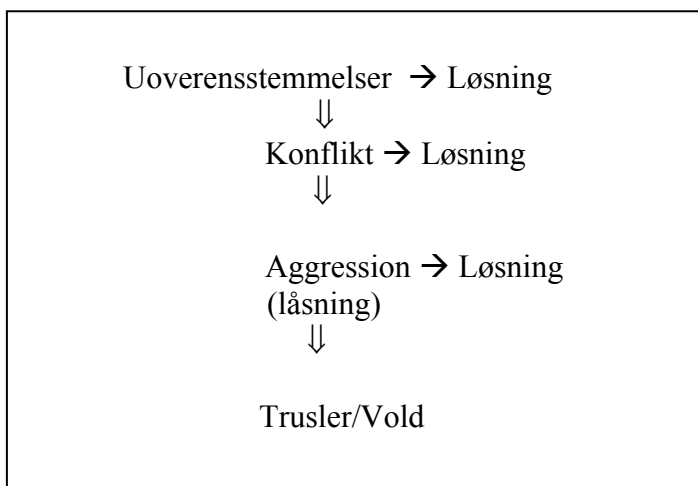 Uoverensstemmelser → Løsning
⇓
Konflikt → Løsning
⇓
Aggression → Løsning
(låsning)
⇓
Trusler/Vold